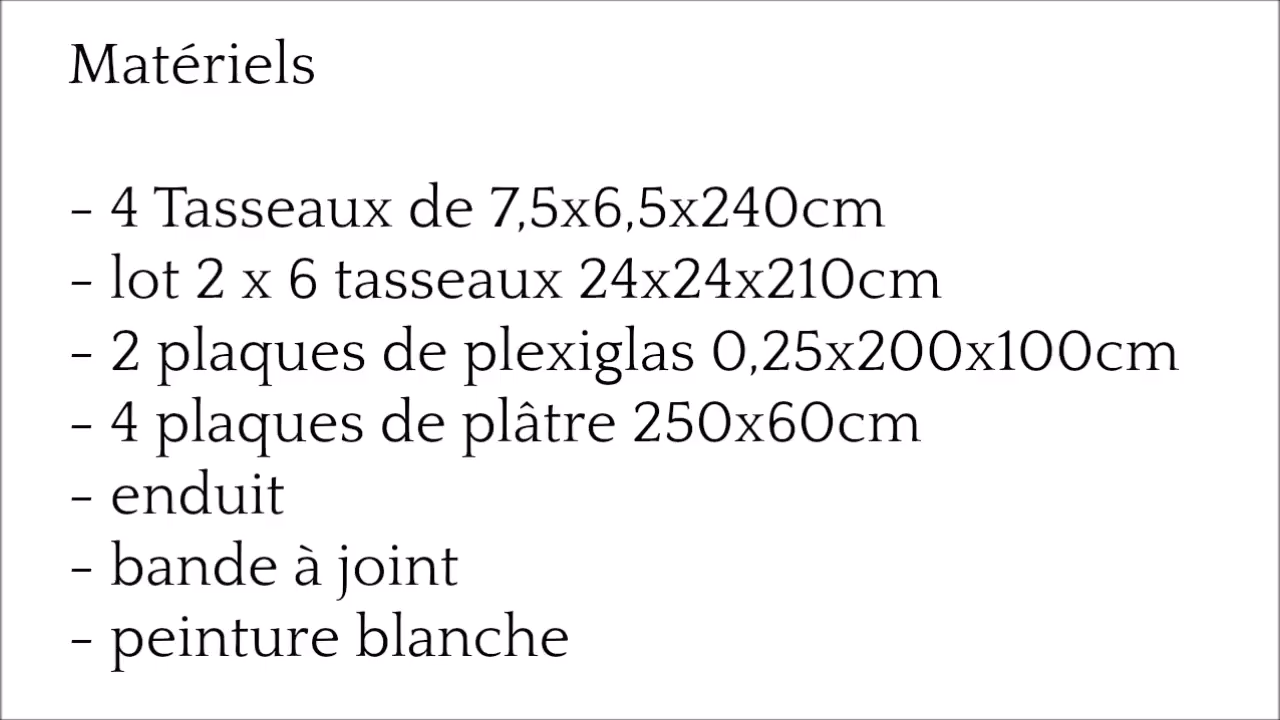 Matériels
- 4 Tasseaux de 7,5x6,5x240cm
- lot 2 x 6 tasseaux 24x24x210cm
- 2 plaques de plexiglas 0,25x200x100cm
- 4 plaques de plâtre 250x60cm
- enduit
- bande à joint
- peinture blanche